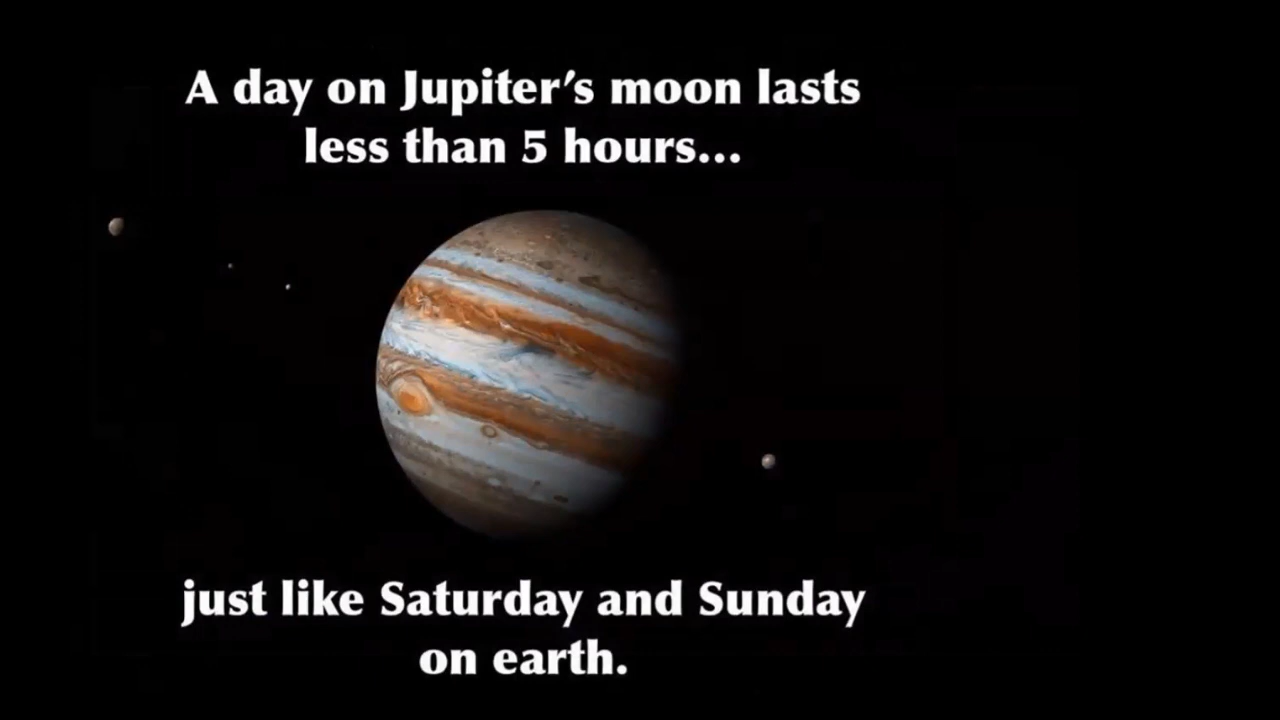 A day on Jupiter’s moon lasts
less than 5 hours...
just like Saturday and Sunday
on earth.